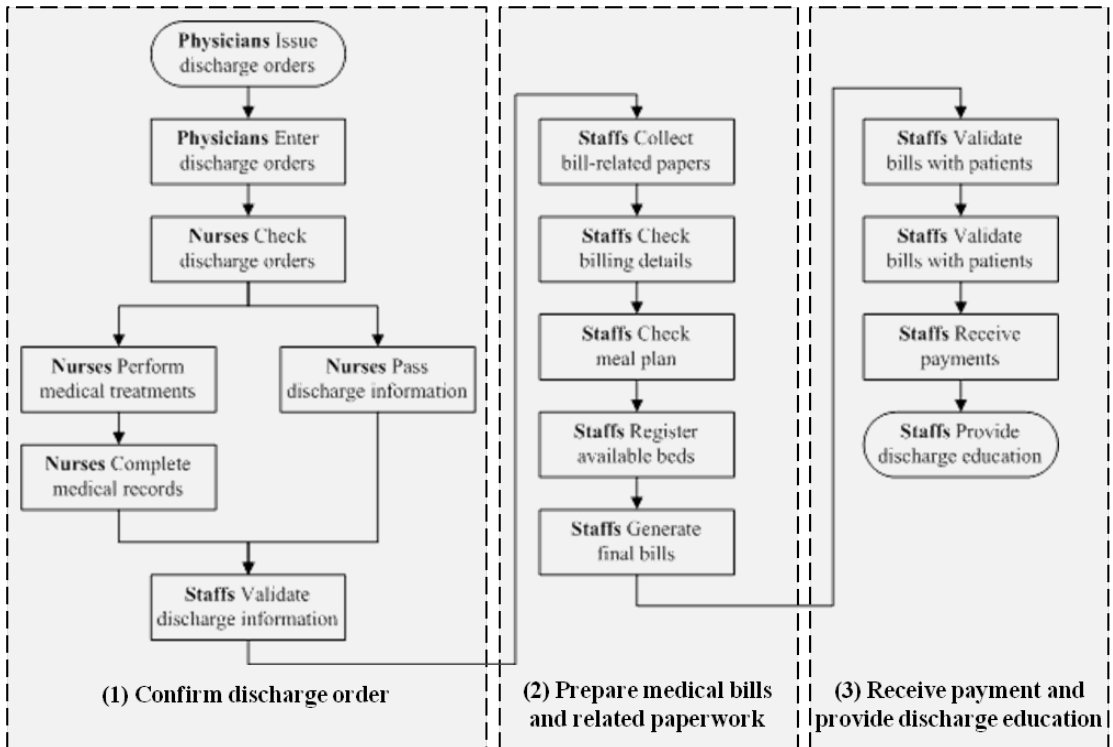 Physicians Issue
discharge orders
Physicians Enter
discharge orders
Nurses Check
discharge orders
Nurses Perform
medical treatments
Nurses Pass
discharge information
Nurses Complete
medical records
Staffs Validate
discharge information
(1) Confirm discharge order
Staffs Collect
bill-related papers
Staffs Check
billing details
Staffs Check
meal plan
Staffs Register
available beds
Staffs Generate
final bills
(2) Prepare medical bills
and related paperwork
Staffs Validate
bills with patients
Staffs Validate
bills with patients
Staffs Receive
payments
Staffs Provide
discharge education
(3) Receive payment and
provide discharge education